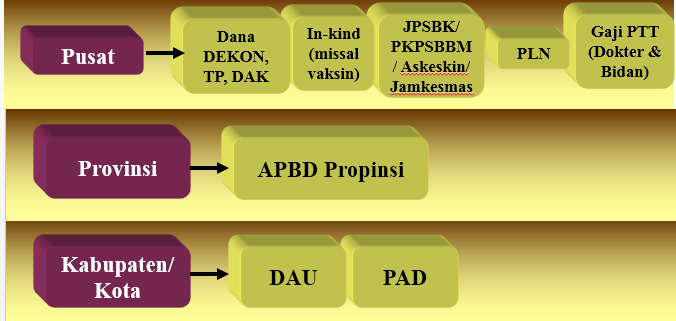 Pusat
Dana
DEKON,
TP, DAK
In-kind
(missal
vaksin)
JPSBK/
PKPSBBM
/ Askeskin/
Jamkesmas
PLN
Gaji PTT
(Dokter &
Bidan)
Provinsi
APBD Propinsi
Kabupaten/
Kota
DAU
PAD